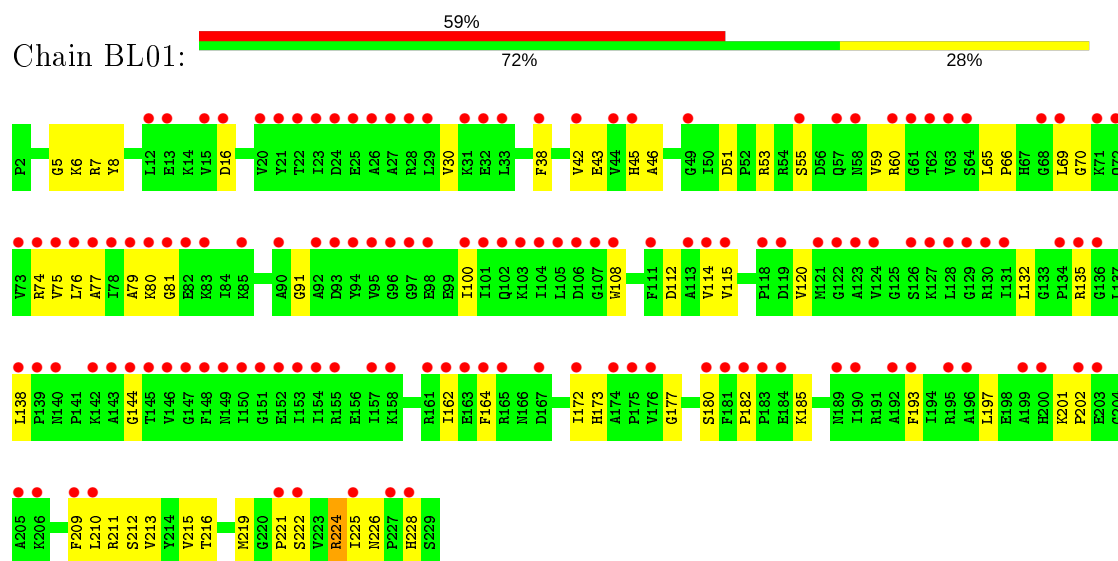 59%
Chain BL01:
72% 28%
P2 G5 K6 R7 Y8 L12 E13 K14 V15 D16 V20 Y21 T22 I23 D24 E25 A26 A27 R28 L29 V30 K31 E32 L33 F38 V42 E43 V44 H45 A46 G49 I50 D51 P52 R53 R54 S55 D56 Q57 N58 V59 R60 G61 T62 V63 S64 L65 P66 H67 G68 L69 G70 K71
V73 R74 V75 L76 A77 I78 A79 K80 G81 E82 K83 I84 K85 A90 G91 A92 D93 Y94 V95 G96 G97 E98 E99 I100 I101 Q102 K103 I104 L105 D106 G107 W108 F111 D112 A113 V114 V115 P118 D119 V120 M121 G122 A123 V124 G125 S126 K127 L128 G129 R130 I131 L132 G133 P134 R135 G136 L137
L138 P139 N140 P141 K142 A143 G144 T145 V146 G147 F148 N149 I150 G151 E152 I153 I154 R155 E156 I157 K158 R161 I162 E163 F164 R165 N166 D167 I172 H173 A174 P175 V176 G177 S180 F181 P182 P183 E184 K185 N189 I190 R191 A192 F193 I194 R195 A196 L197 E198 A199 H200 K201 P202 E203
A205 K206 F209 L210 R211 S212 V213 Y214 V215 T216 M219 G220 P221 S222 V223 R224 I225 N226 P227 H228 S229